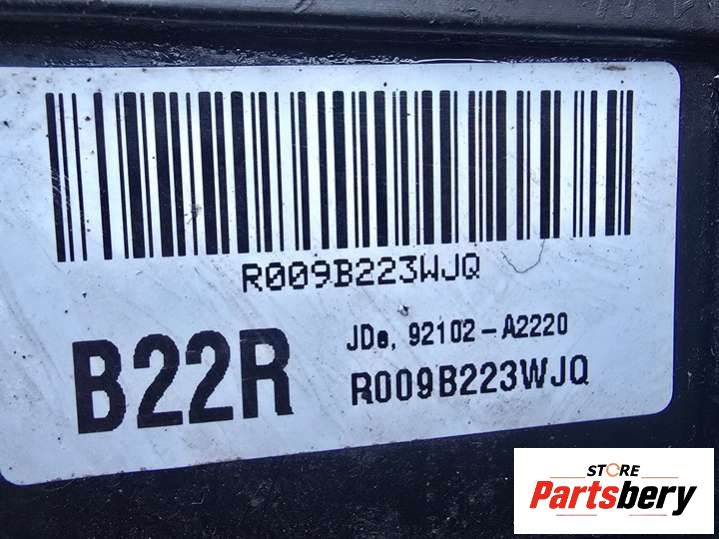 R009B223WJQ
B22R
JDe, 92102-A2220
R009B223WJQ
STORE
Partsbery